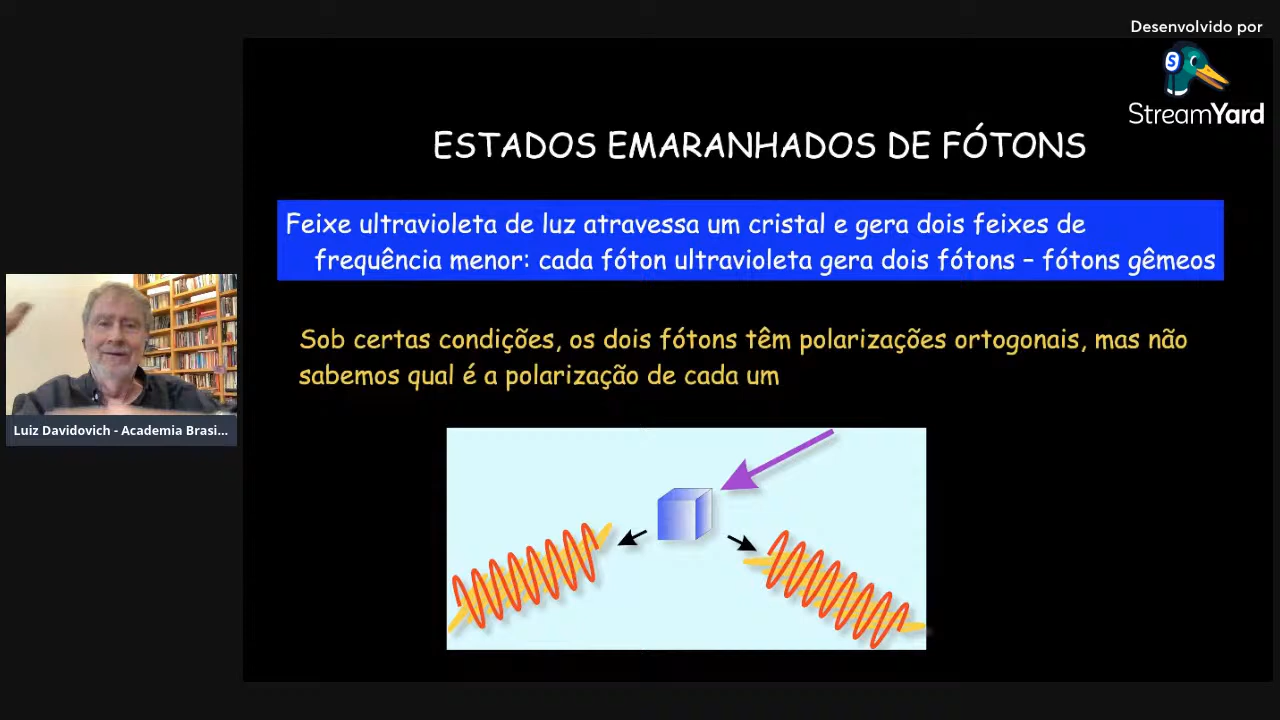 Desenvolvido por
S
StreamYard
ESTADOS EMARANHADOS DE FÓTONS
Feixe ultravioleta de luz atravessa um cristal e gera dois feixes de
frequência menor: cada fóton ultravioleta gera dois fótons – fótons gêmeos
Sob certas condições, os dois fótons têm polarizações ortogonais, mas não
sabemos qual é a polarização de cada um
Luiz Davidovich - Academia Brasi...